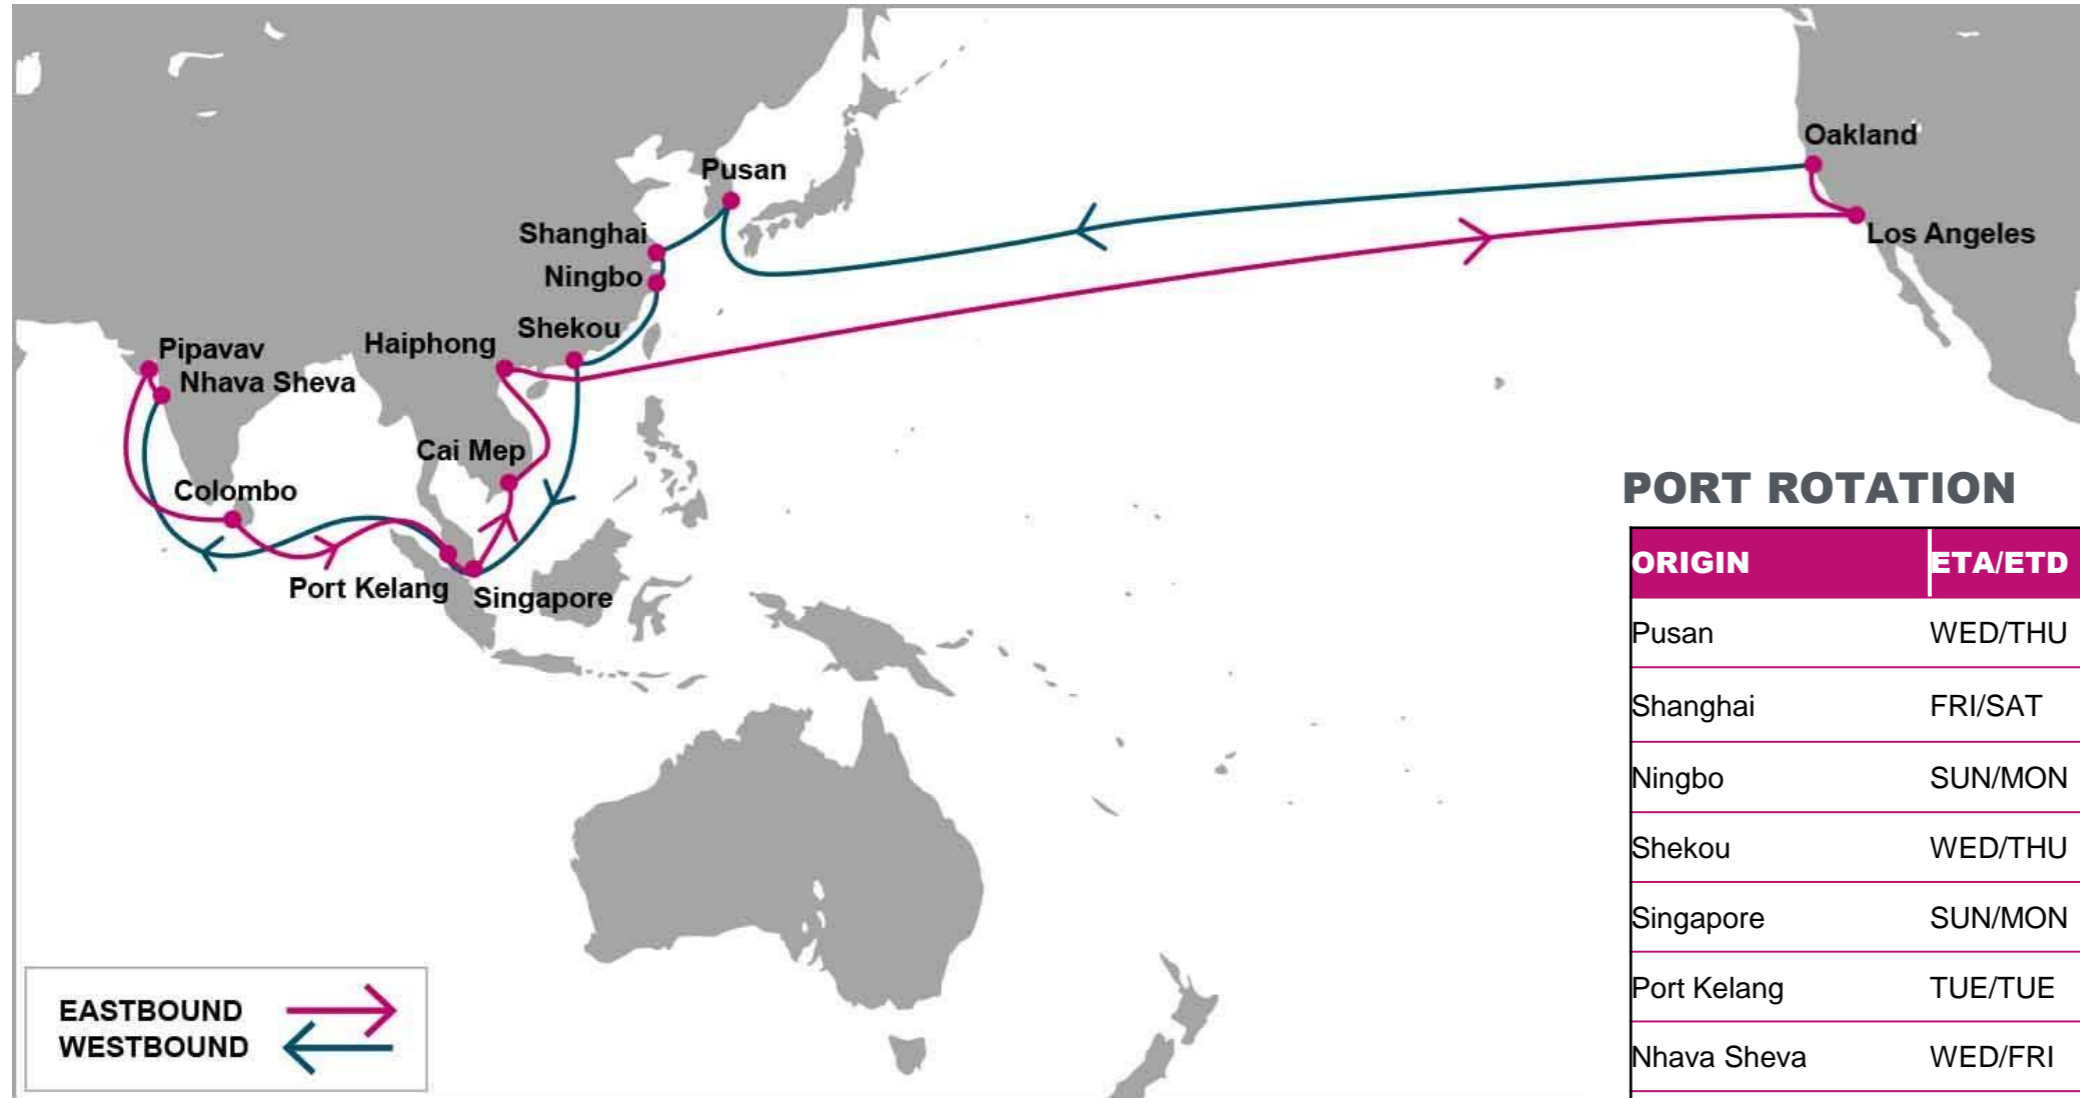 Oakland
Pusan
Los Angeles
Shanghai
Ningbo
Shekou
Haiphong
Pipavav
Nhava Sheva
Cai Mep
Colombo
Port Kelang
Singapore
EASTBOUND
WESTBOUND
PORT ROTATION
ORIGIN ETA/ETD
Pusan WED/THU
Shanghai FRI/SAT
Ningbo SUN/MON
Shekou WED/THU
Singapore SUN/MON
Port Kelang TUE/TUE
Nhava Sheva WED/FRI